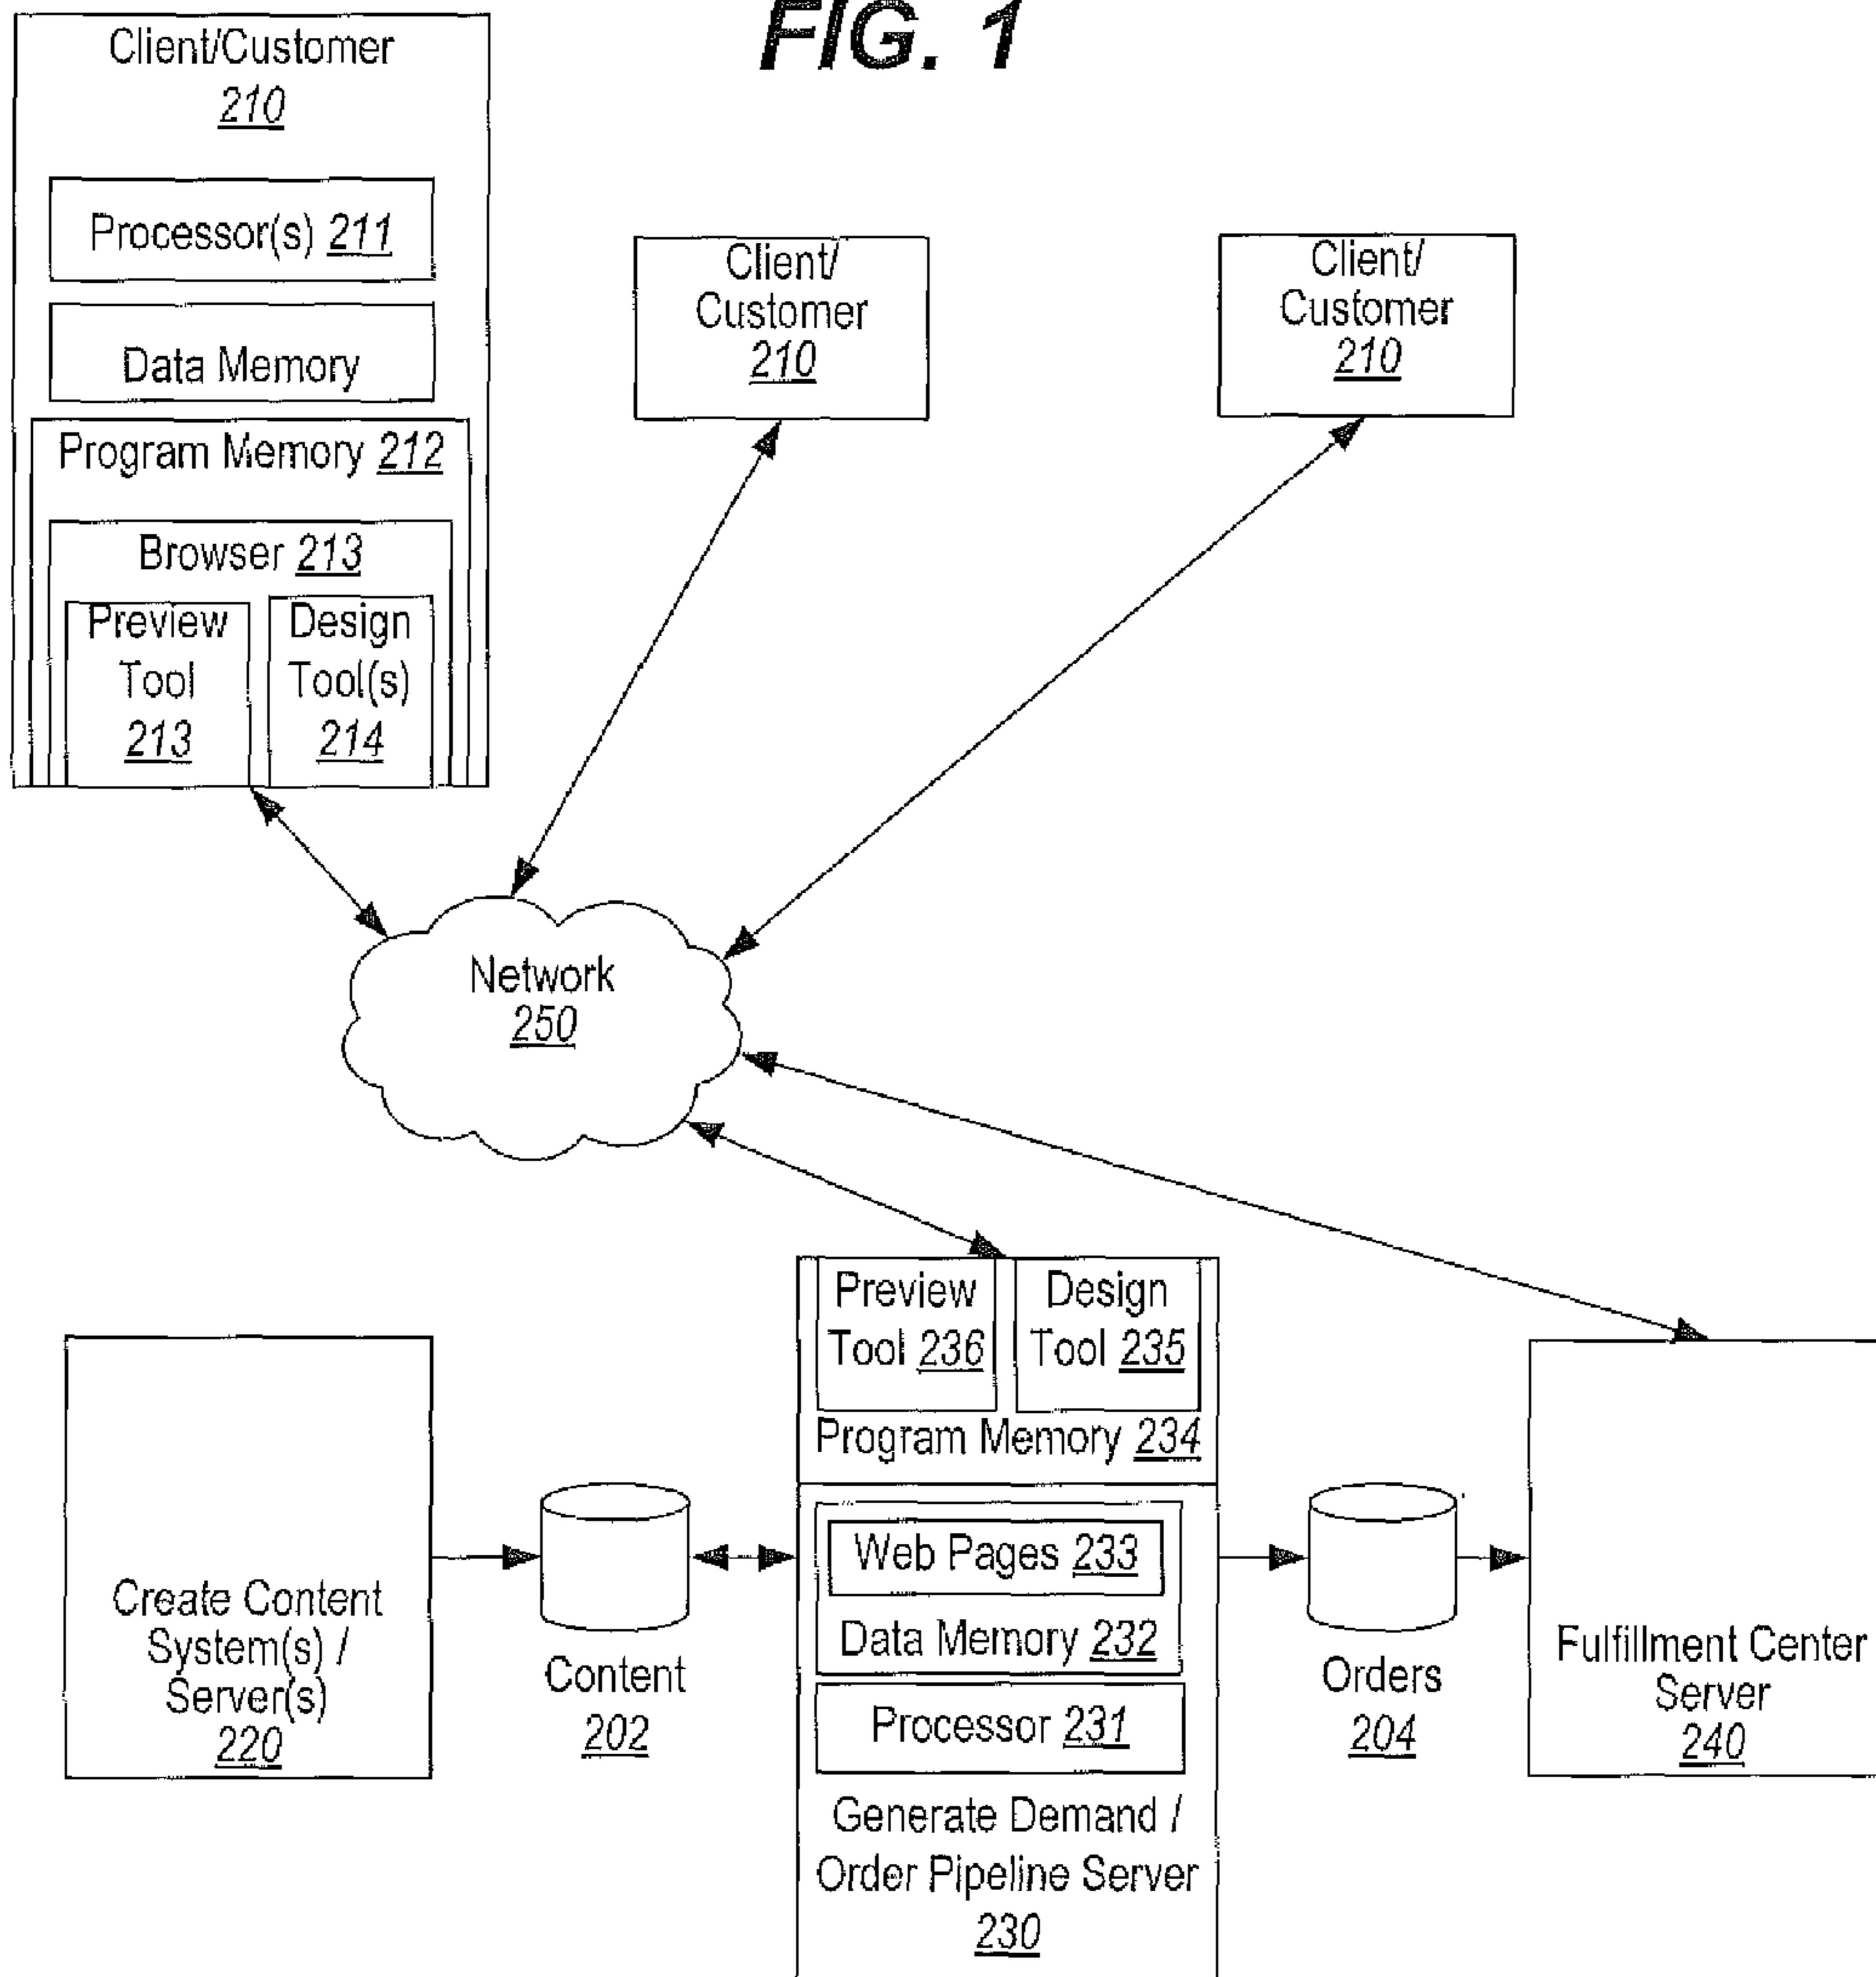 FIG. 1
Client/Customer
210
Processor(s) 211
Data Memory
Program Memory 212
Browser 213
Preview
Tool
213
Design
Tool(s)
214
Client/
Customer
210
Client/
Customer
210
Network
250
Create Content
System(s) /
Server(s)
220
Content
202
Preview
Tool 236
Design
Tool 235
Program Memory 234
Web Pages 233
Data Memory 232
Processor 231
Generate Demand /
Order Pipeline Server
230
Orders
204
Fulfillment Center
Server
240